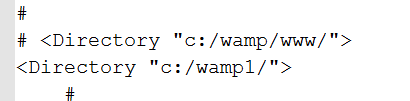 #
# <Directory "c:/wamp/www/">
<Directory "c:/wamp1/">
#